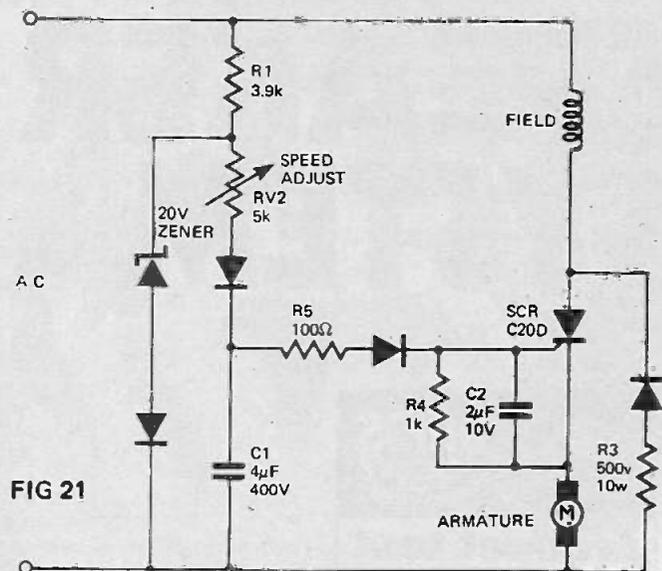 R1
3.9k
FIELD
SPEED
ADJUST
RV2
5k
20V
ZENER
A C
R5
100Ω
SCR
C20D
R4
1k
C2
2μF
10V
C1
4μF
400V
R3
500v
10w
FIG 21
ARMATURE
M